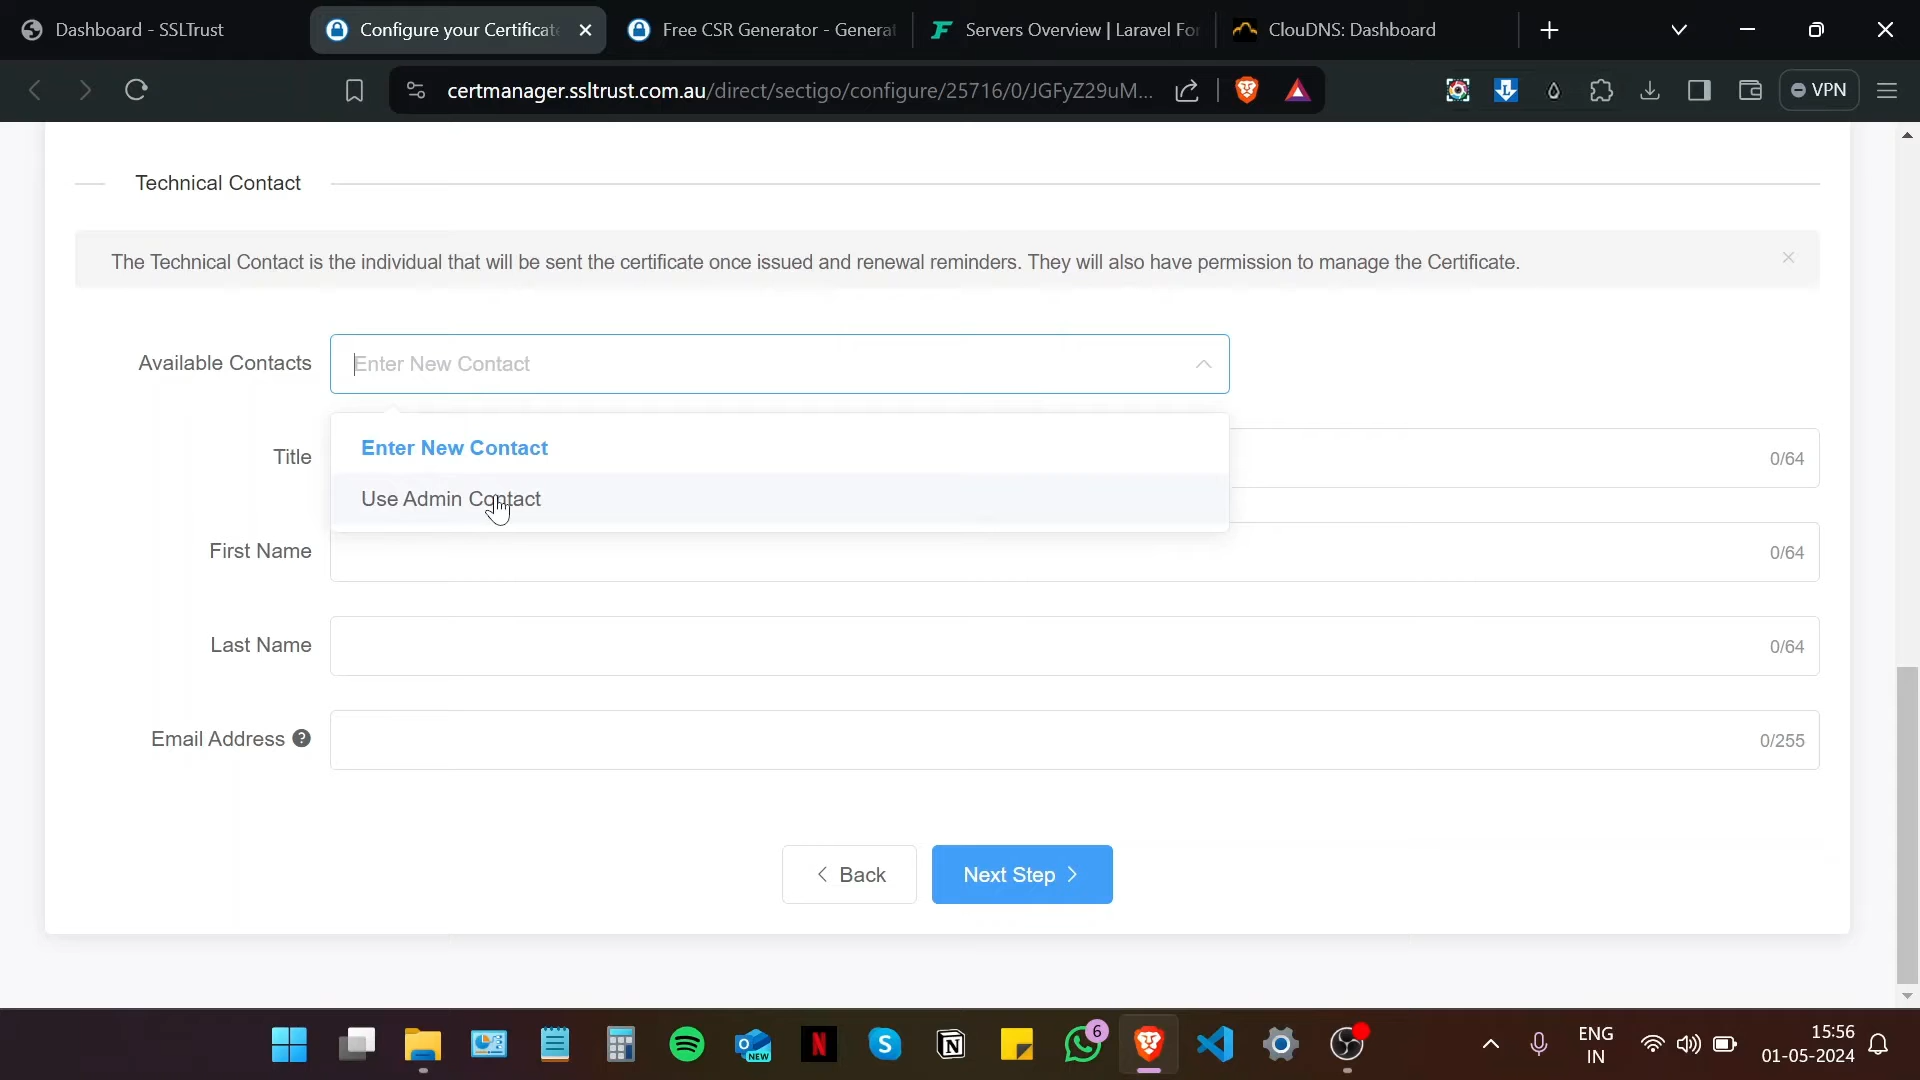 Dashboard - SSLTrust
Configure your Certificate
Free CSR Generator - Generat
Servers Overview | Laravel For
ClouDNS: Dashboard
certmanager.ssltrust.com.au/direct/sectigo/configure/25716/0/JGFyZ29uM...
VPN
Technical Contact
The Technical Contact is the individual that will be sent the certificate once issued and renewal reminders. They will also have permission to manage the Certificate.
Available Contacts
Enter New Contact
Enter New Contact
Use Admin Contact
Title
0/64
First Name
0/64
Last Name
0/64
Email Address
0/255
Back
Next Step
NEW
6
ENG
IN
15:56
01-05-2024